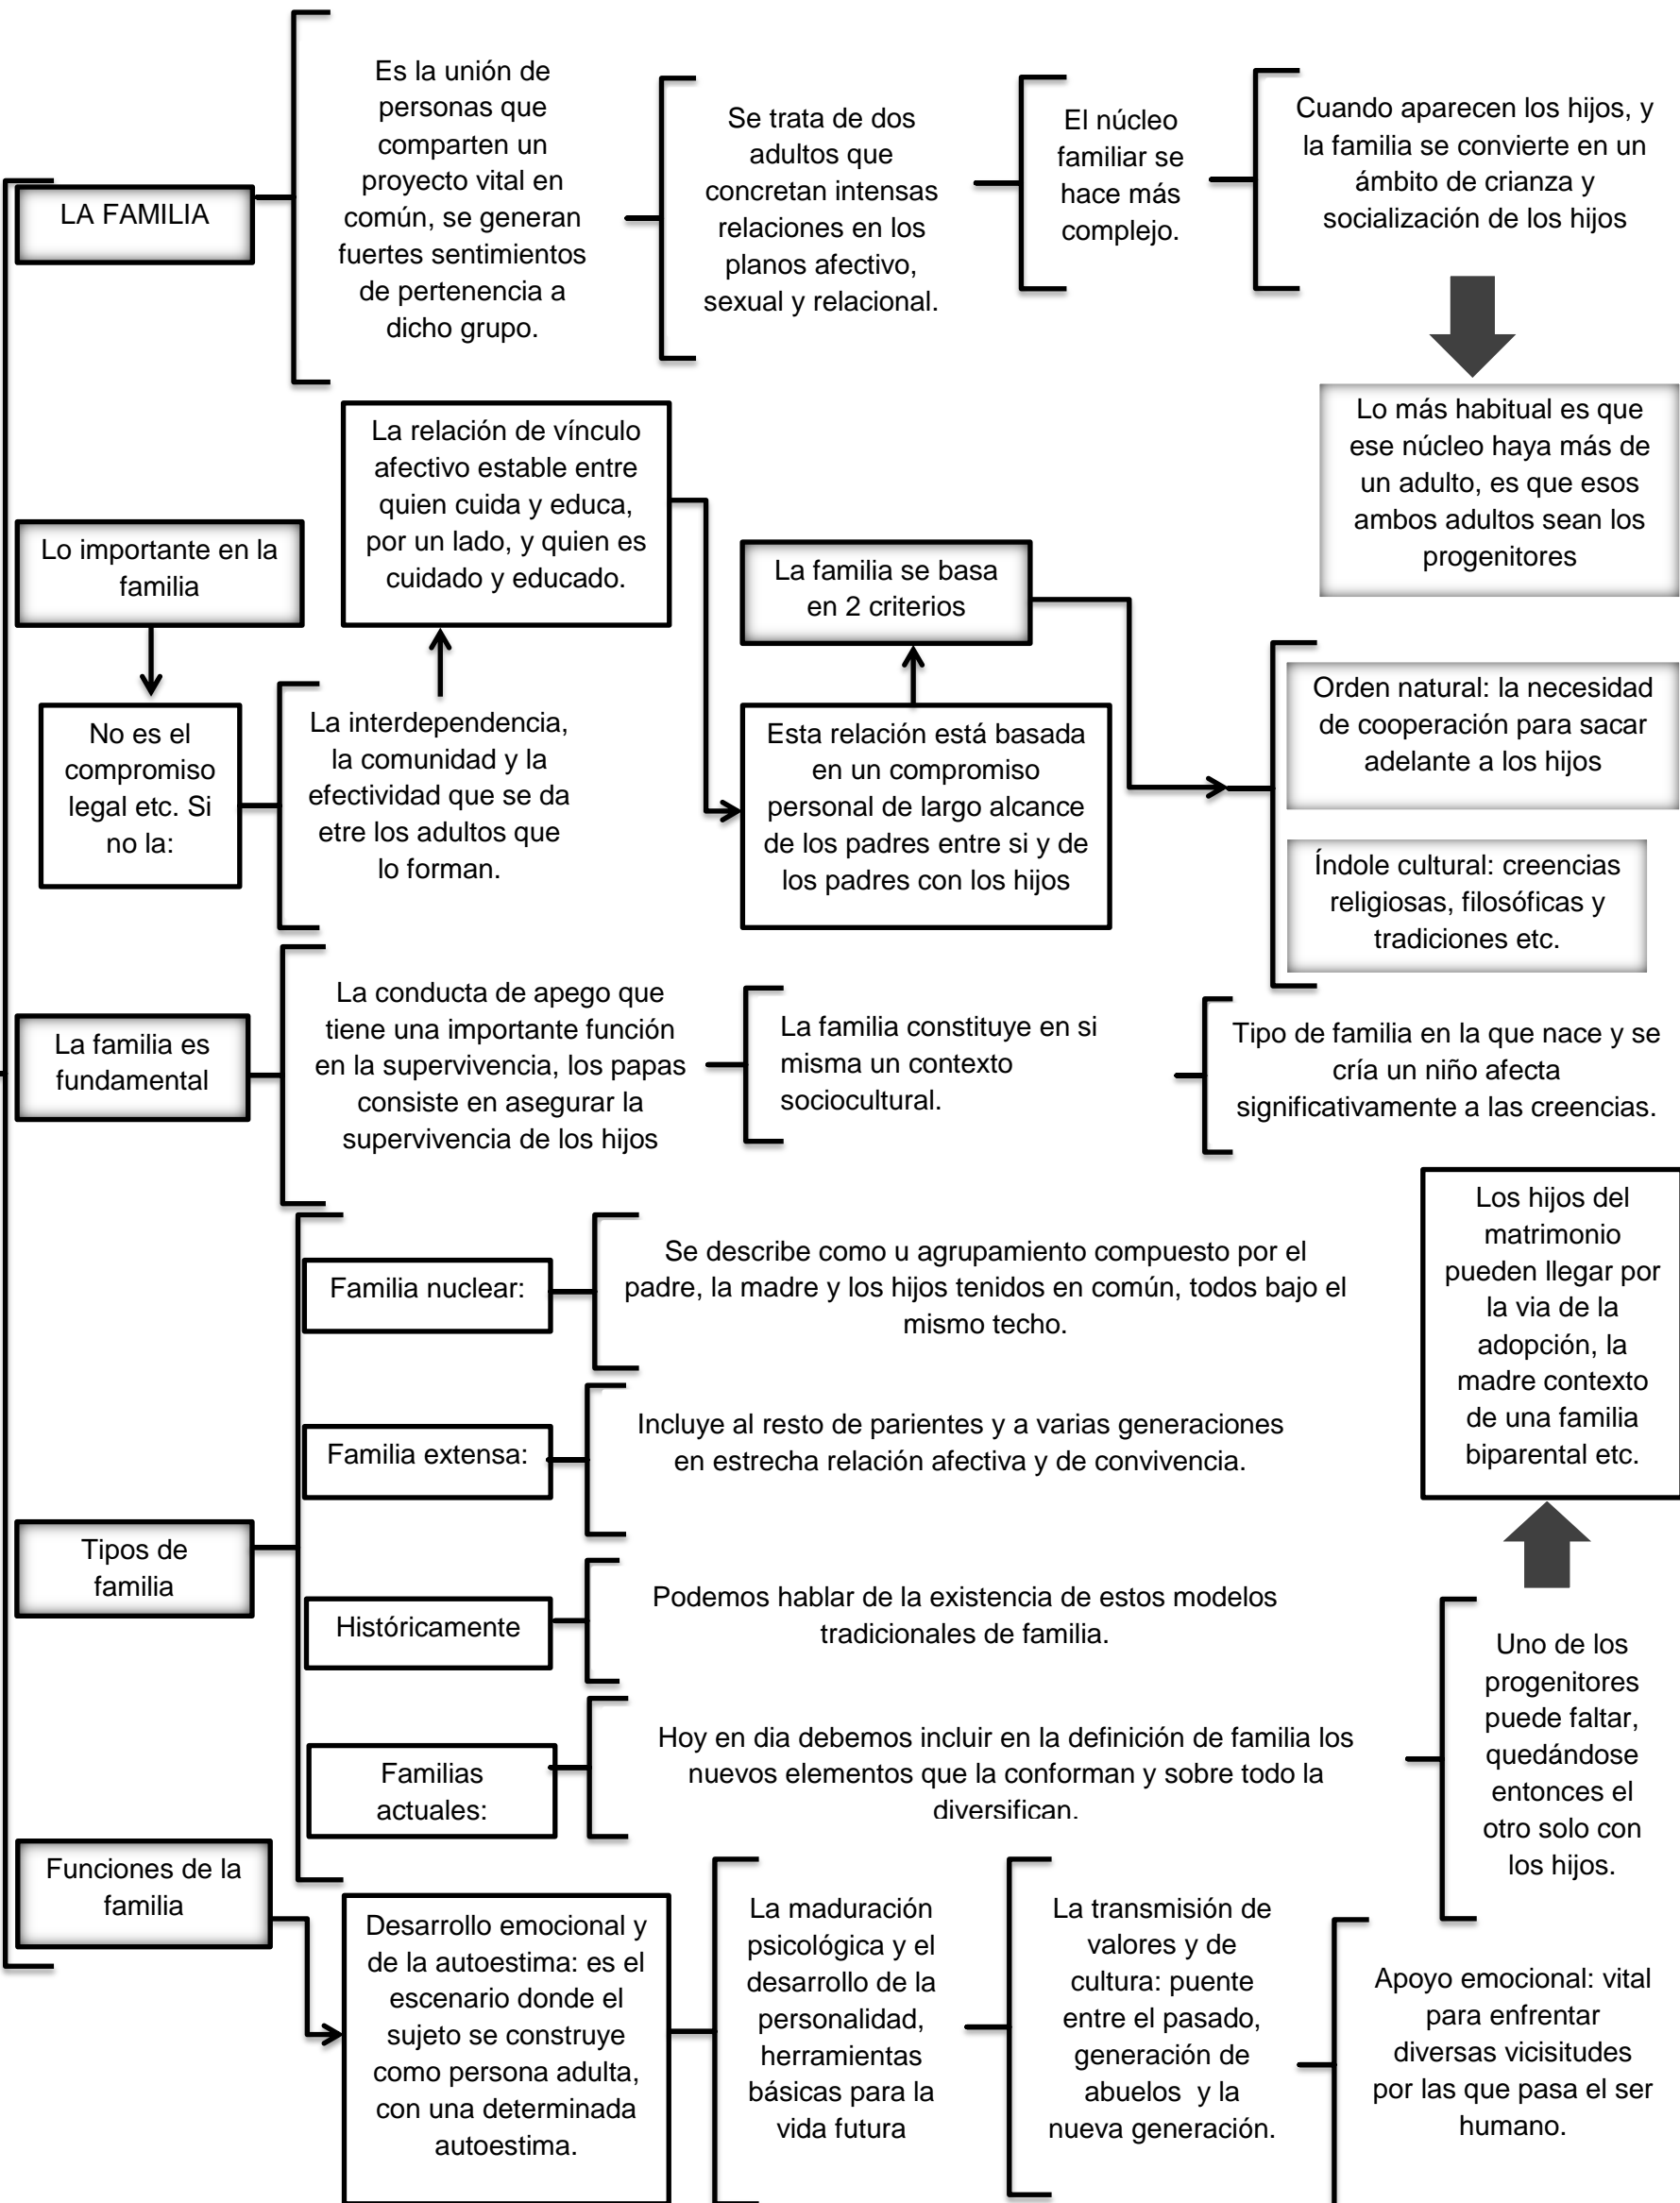 LA FAMILIA
Es la unión de
personas que
comparten un
proyecto vital en
común, se generan
fuertes sentimientos
de pertenencia a
dicho grupo.
Se trata de dos
adultos que
concretan intensas
relaciones en los
planos afectivo,
sexual y relacional.
El núcleo
familiar se
hace más
complejo.
Cuando aparecen los hijos, y
la familia se convierte en un
ámbito de crianza y
socialización de los hijos
Lo más habitual es que
ese núcleo haya más de
un adulto, es que esos
ambos adultos sean los
progenitores
Lo importante en la
familia
No es el
compromiso
legal etc. Si
no la:
La interdependencia,
la comunidad y la
efectividad que se da
etre los adultos que
lo forman.
La relación de vínculo
afectivo estable entre
quien cuida y educa,
por un lado, y quien es
cuidado y educado.
Esta relación está basada
en un compromiso
personal de largo alcance
de los padres entre si y de
los padres con los hijos
La familia se basa
en 2 criterios
Orden natural: la necesidad
de cooperación para sacar
adelante a los hijos
Índole cultural: creencias
religiosas, filosóficas y
tradiciones etc.
La familia es
fundamental
La conducta de apego que
tiene una importante función
en la supervivencia, los papas
consiste en asegurar la
supervivencia de los hijos
La familia constituye en si
misma un contexto
sociocultural.
Tipo de familia en la que nace y se
cría un niño afecta
significativamente a las creencias.
Tipos de
familia
Familia nuclear:
Se describe como u agrupamiento compuesto por el
padre, la madre y los hijos tenidos en común, todos bajo el
mismo techo.
Familia extensa:
Incluye al resto de parientes y a varias generaciones
en estrecha relación afectiva y de convivencia.
Históricamente
Podemos hablar de la existencia de estos modelos
tradicionales de familia.
Familias
actuales:
Hoy en dia debemos incluir en la definición de familia los
nuevos elementos que la conforman y sobre todo la
diversifican.
Uno de los
progenitores
puede faltar,
quedándose
entonces el
otro solo con
los hijos.
Los hijos del
matrimonio
pueden llegar por
la via de la
adopción, la
madre contexto
de una familia
biparental etc.
Funciones de la
familia
Desarrollo emocional y
de la autoestima: es el
escenario donde el
sujeto se construye
como persona adulta,
con una determinada
autoestima.
La maduración
psicológica y el
desarrollo de la
personalidad,
herramientas
básicas para la
vida futura
La transmisión de
valores y de
cultura: puente
entre el pasado,
generación de
abuelos  y la
nueva generación.
Apoyo emocional: vital
para enfrentar
diversas vicisitudes
por las que pasa el ser
humano.